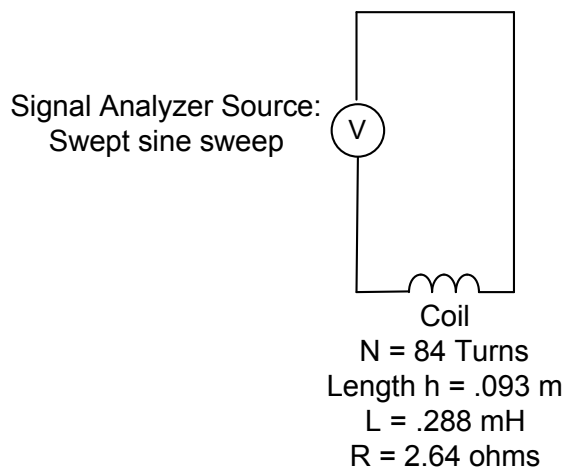 Signal Analyzer Source:
Swept sine sweep
V
Coil
N = 84 Turns
Length h = .093 m
L = .288 mH
R = 2.64 ohms